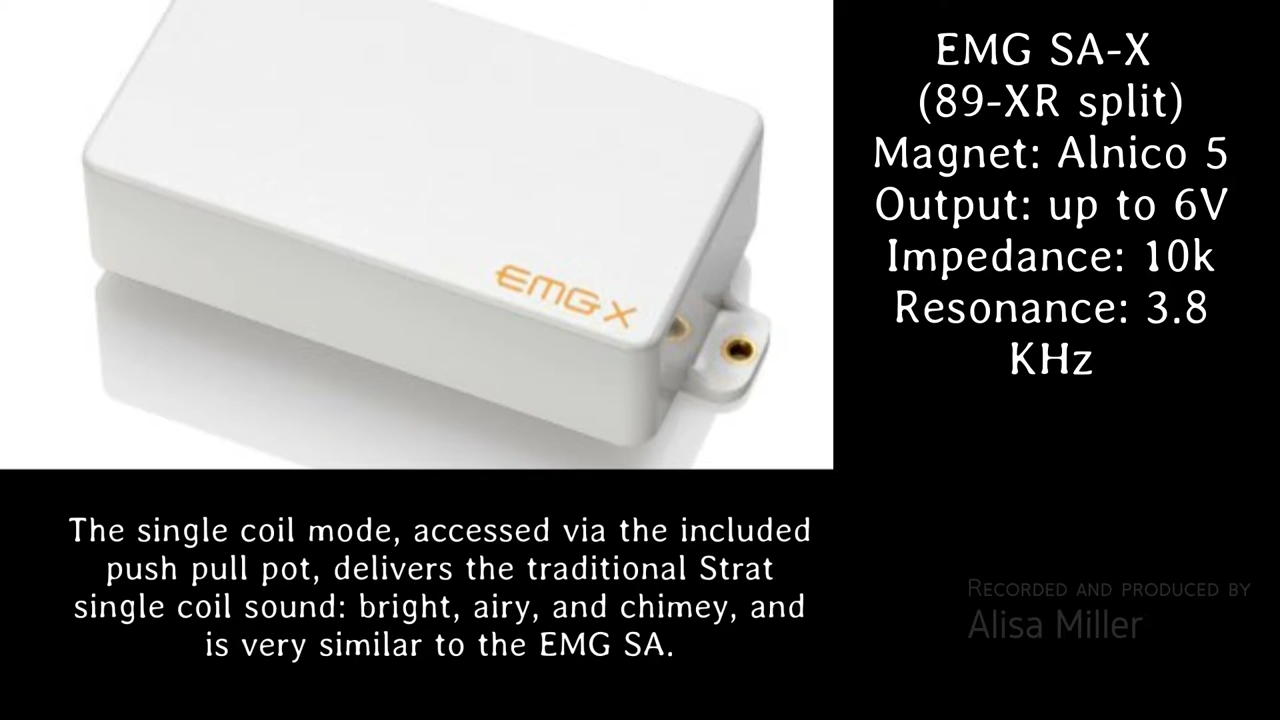 EMG SA-X
(89-XR split)
Magnet: Alnico 5
Output: up to 6V
Impedance: 10k
Resonance: 3.8
KHz
EMG X
The single coil mode, accessed via the included
push pull pot, delivers the traditional Strat
single coil sound: bright, airy, and chimey, and
is very similar to the EMG SA.
Recorded and produced by
Alisa Miller